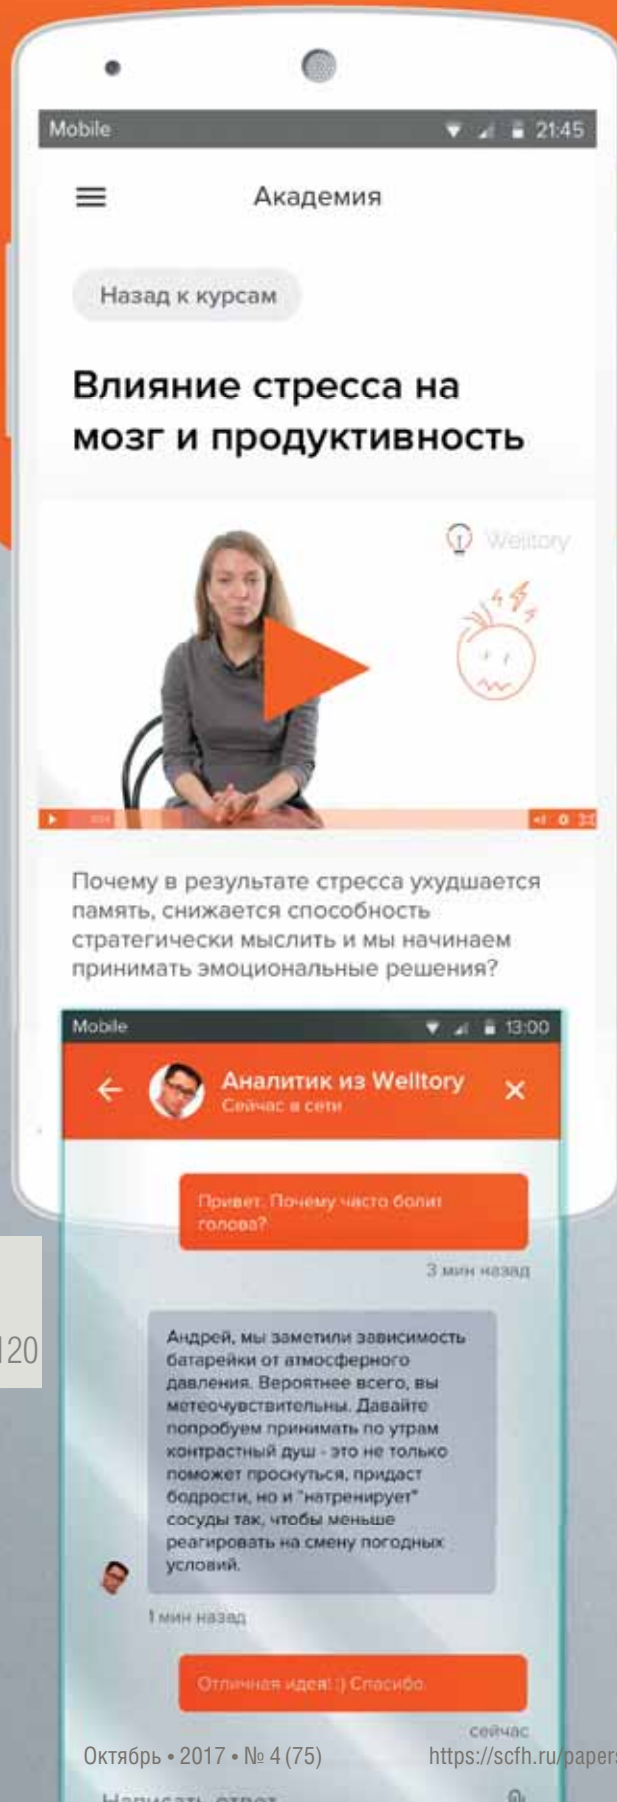 Mobile
21:45
Академия
Назад к курсам
Влияние стресса на
мозг и продуктивность
Welltory
Почему в результате стресса ухудшается
память, снижается способность
стратегически мыслить и мы начинаем
принимать эмоциональные решения?
Mobile
13:00
Аналитик из Welltory
Сейчас в сети
Привет. Почему часто болит
голова?
3 мин назад
Андрей, мы заметили зависимость
батарейки от атмосферного
давления. Вероятнее всего, вы
метеочувствительны. Давайте
попробуем принимать по утрам
контрастный душ - это не только
поможет проснуться, придаст
бодрости, но и "натренирует"
сосуды так, чтобы меньше
реагировать на смену погодных
условий.
1 мин назад
Отличная идея! :) Спасибо.
сейчас
120
Октябрь • 2017 • № 4 (75)
https://scfh.ru/papers
Написать ответ